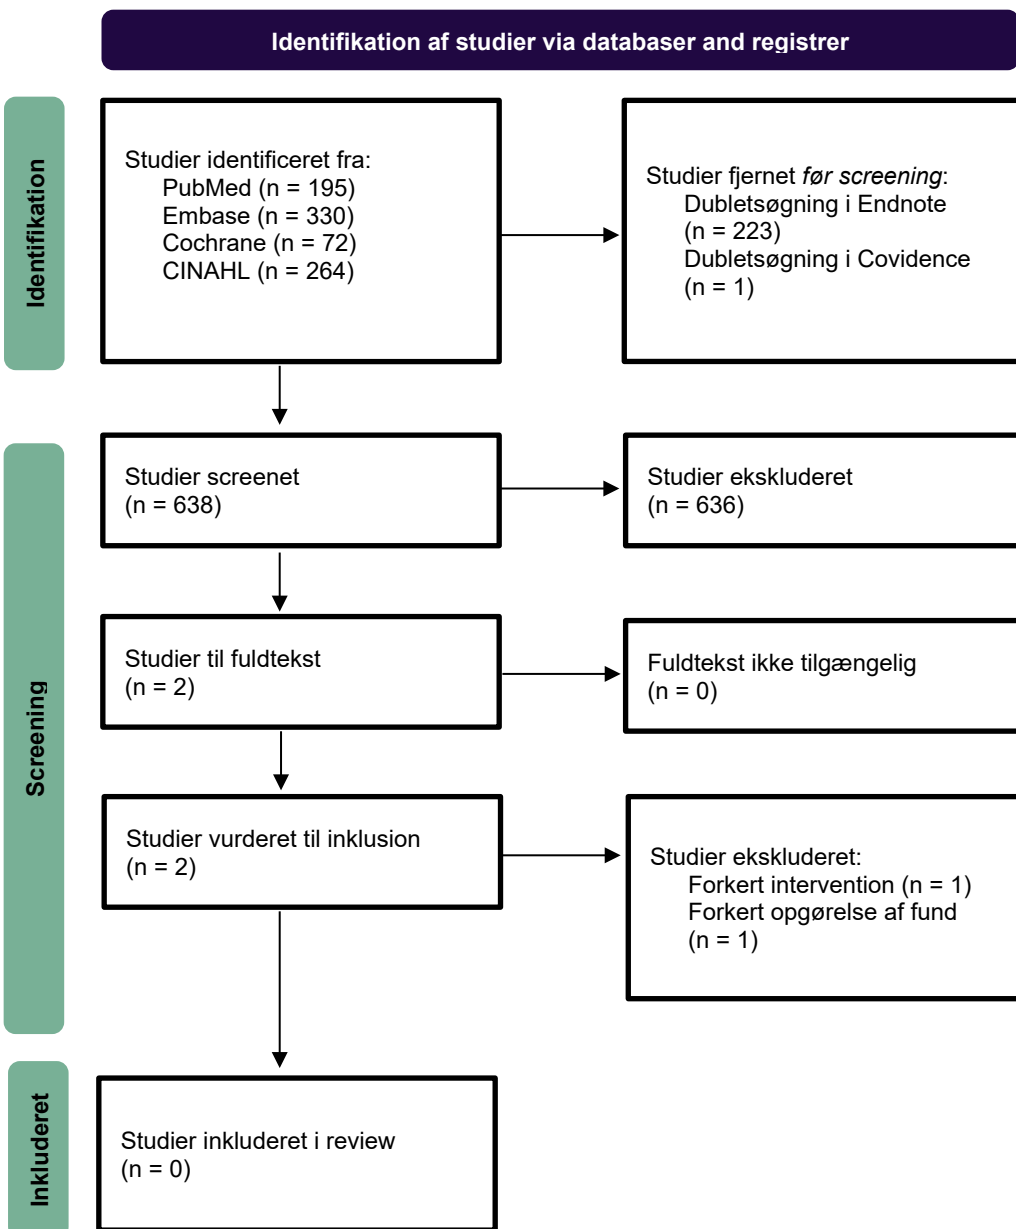 Identifikation af studier via databaser and registrer
Identifikation
Studier identificeret fra:
PubMed (n = 195)
Embase (n = 330)
Cochrane (n = 72)
CINAHL (n = 264)
Studier fjernet før screening:
Dubletsøgning i Endnote
(n = 223)
Dubletsøgning i Covidence
(n = 1)
Screening
Studier screenet
(n = 638)
Studier ekskluderet
(n = 636)
Studier til fuldtekst
(n = 2)
Fuldtekst ikke tilgængelig
(n = 0)
Studier vurderet til inklusion
(n = 2)
Studier ekskluderet:
Forkert intervention (n = 1)
Forkert opgørelse af fund
(n = 1)
Inkluderet
Studier inkluderet i review
(n = 0)